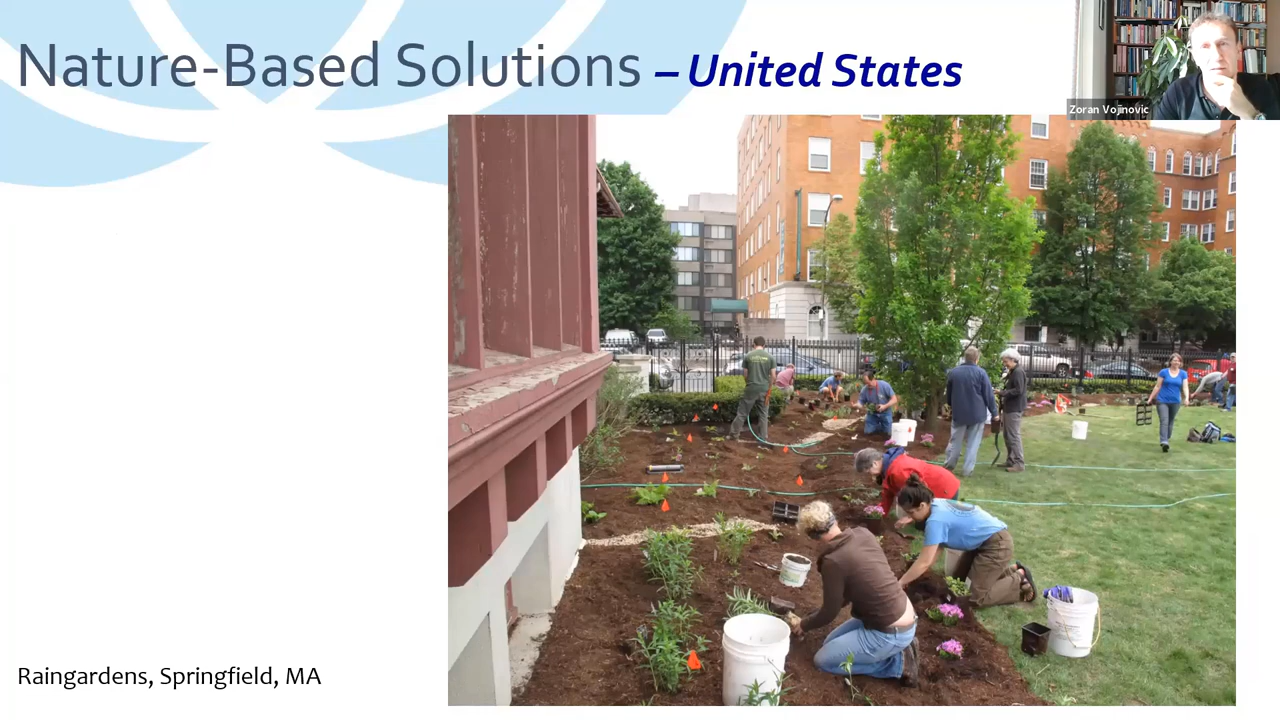 Nature-Based Solutions – United States
Zoran Vojinovic
Raingardens, Springfield, MA